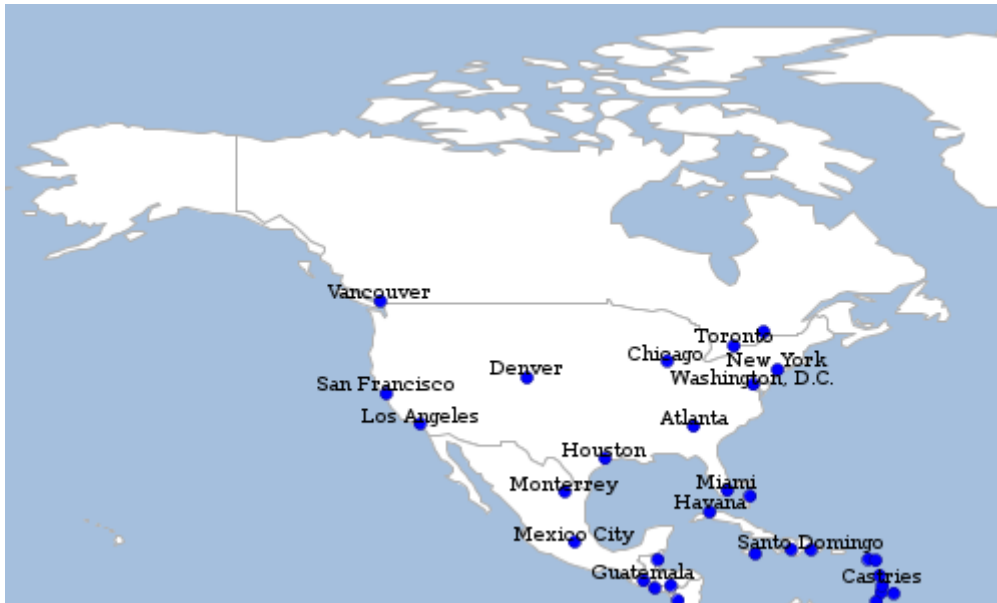 Vancouver
Toronto
Chicago
New York
Denver
Washington, D.C.
San Francisco
Los Angeles
Atlanta
Houston
Miami
Monterrey
Havana
Mexico City
Santo Domingo
Guatemala
Castries